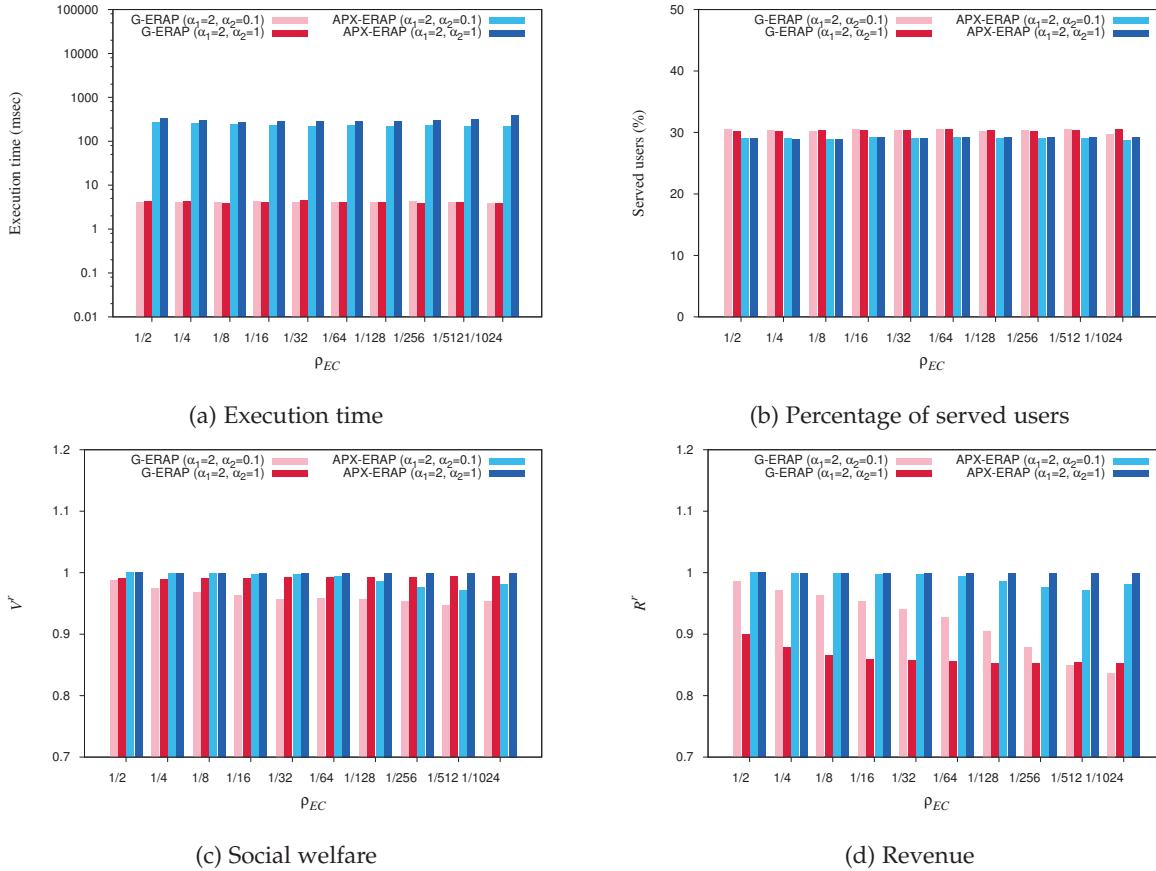 100000
10000
1000
100
10
1
0.1
0.01
Execution time (msec)
G-ERAP (α1=2, α2=0.1)
G-ERAP (α1=2, α2=1)
APX-ERAP (α1=2, α2=0.1)
APX-ERAP (α1=2, α2=1)
1/2 1/4 1/8 1/16 1/32 1/64 1/128 1/256 1/512 1/1024
ρEC
(a) Execution time
50
40
30
20
10
0
Served users (%)
G-ERAP (α1=2, α2=0.1)
G-ERAP (α1=2, α2=1)
APX-ERAP (α1=2, α2=0.1)
APX-ERAP (α1=2, α2=1)
1/2 1/4 1/8 1/16 1/32 1/64 1/128 1/256 1/512 1/1024
ρEC
(b) Percentage of served users
1.2
1.1
1
0.9
0.8
0.7
V^r
G-ERAP (α1=2, α2=0.1)
G-ERAP (α1=2, α2=1)
APX-ERAP (α1=2, α2=0.1)
APX-ERAP (α1=2, α2=1)
1/2 1/4 1/8 1/16 1/32 1/64 1/128 1/256 1/512 1/1024
ρEC
(c) Social welfare
1.2
1.1
1
0.9
0.8
0.7
R^r
G-ERAP (α1=2, α2=0.1)
G-ERAP (α1=2, α2=1)
APX-ERAP (α1=2, α2=0.1)
APX-ERAP (α1=2, α2=1)
1/2 1/4 1/8 1/16 1/32 1/64 1/128 1/256 1/512 1/1024
ρEC
(d) Revenue